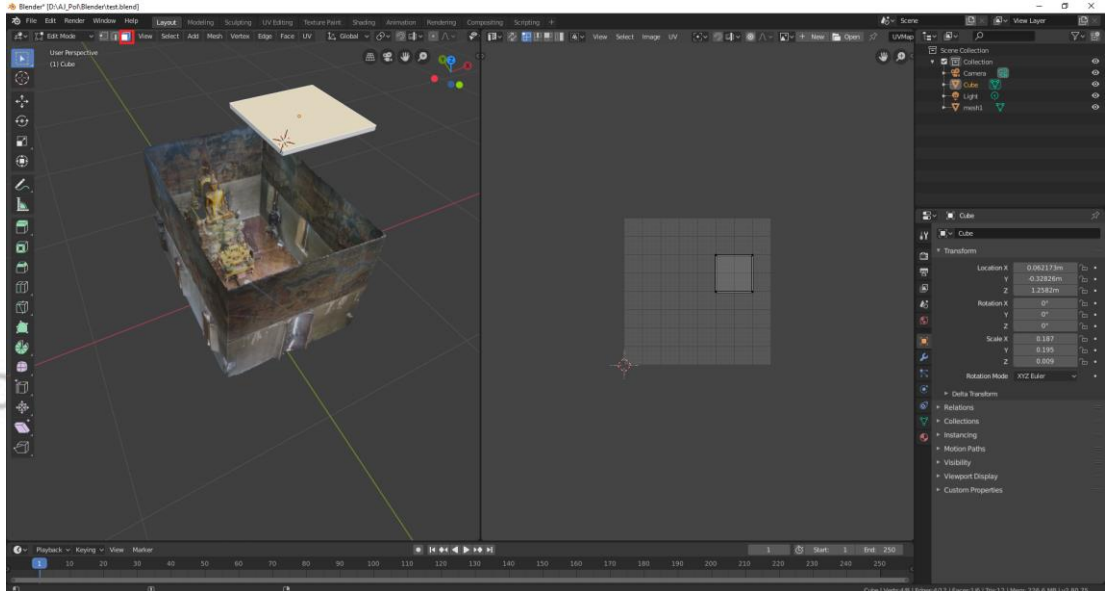 Blender* [D:\AJ_Pol\Blender\test.blend]
File Edit Render Window Help Layout Modeling Sculpting UV Editing Texture Paint Shading Animation Rendering Compositing Scripting + Scene View Layer
Edit Mode View Select Add Mesh Vertex Edge Face UV Global View Select Image UV New Open UVMap
User Perspective
(1) Cube
Scene Collection
Collection
Camera
Cube
Light
mesh1
Cube
Cube
Transform
Location X 0.062173m
Y -0.32826m
Z 1.2582m
Rotation X 0°
Y 0°
Z 0°
Scale X 0.187
Y 0.195
Z 0.009
Rotation Mode XYZ Euler
Delta Transform
Relations
Collections
Instancing
Motion Paths
Visibility
Viewport Display
Custom Properties
Playback Keying View Marker 1 Start: 1 End: 250
1 10 20 30 40 50 60 70 80 90 100 110 120 130 140 150 160 170 180 190 200 210 220 230 240 250